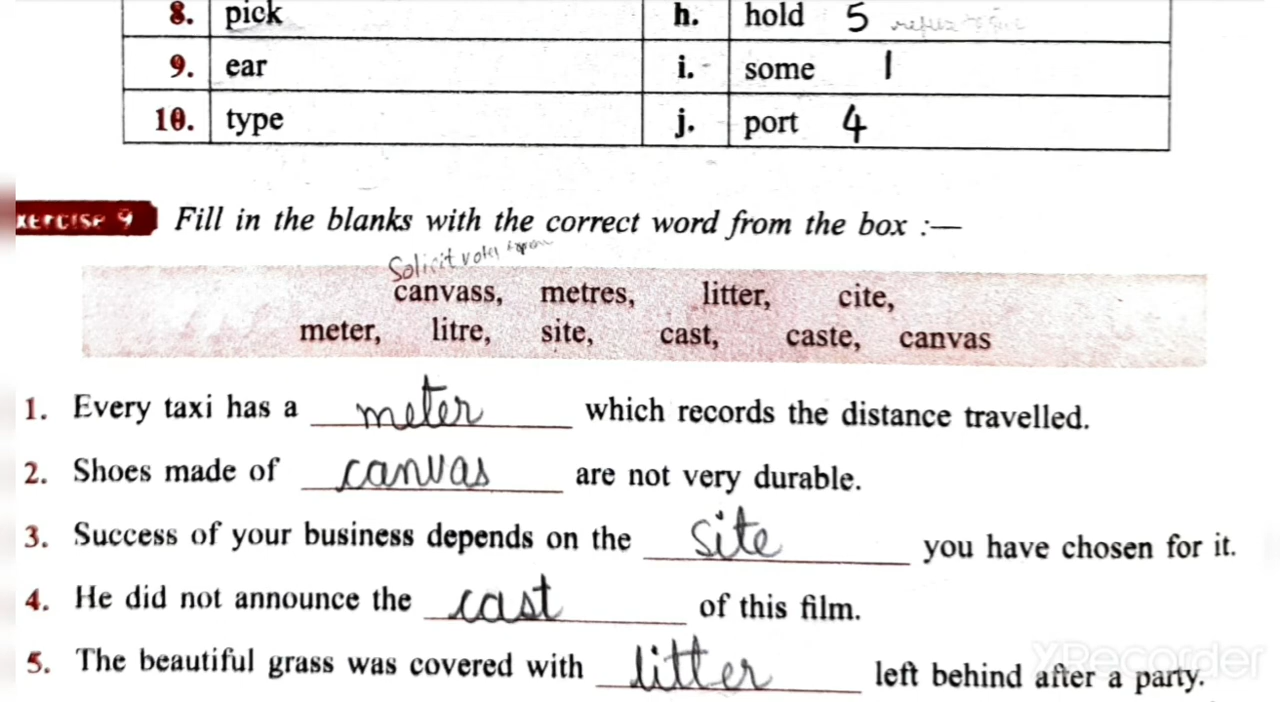 8. pick h. hold 5
9. ear i. some 1
10. type j. port 4
EXERCISE 9 Fill in the blanks with the correct word from the box :—
Solicit votes
canvass, metres, litter, cite,
meter, litre, site, cast, caste, canvas
1. Every taxi has a meter which records the distance travelled.
2. Shoes made of canvas are not very durable.
3. Success of your business depends on the site you have chosen for it.
4. He did not announce the cast of this film.
5. The beautiful grass was covered with litter left behind after a party.
XRecorder